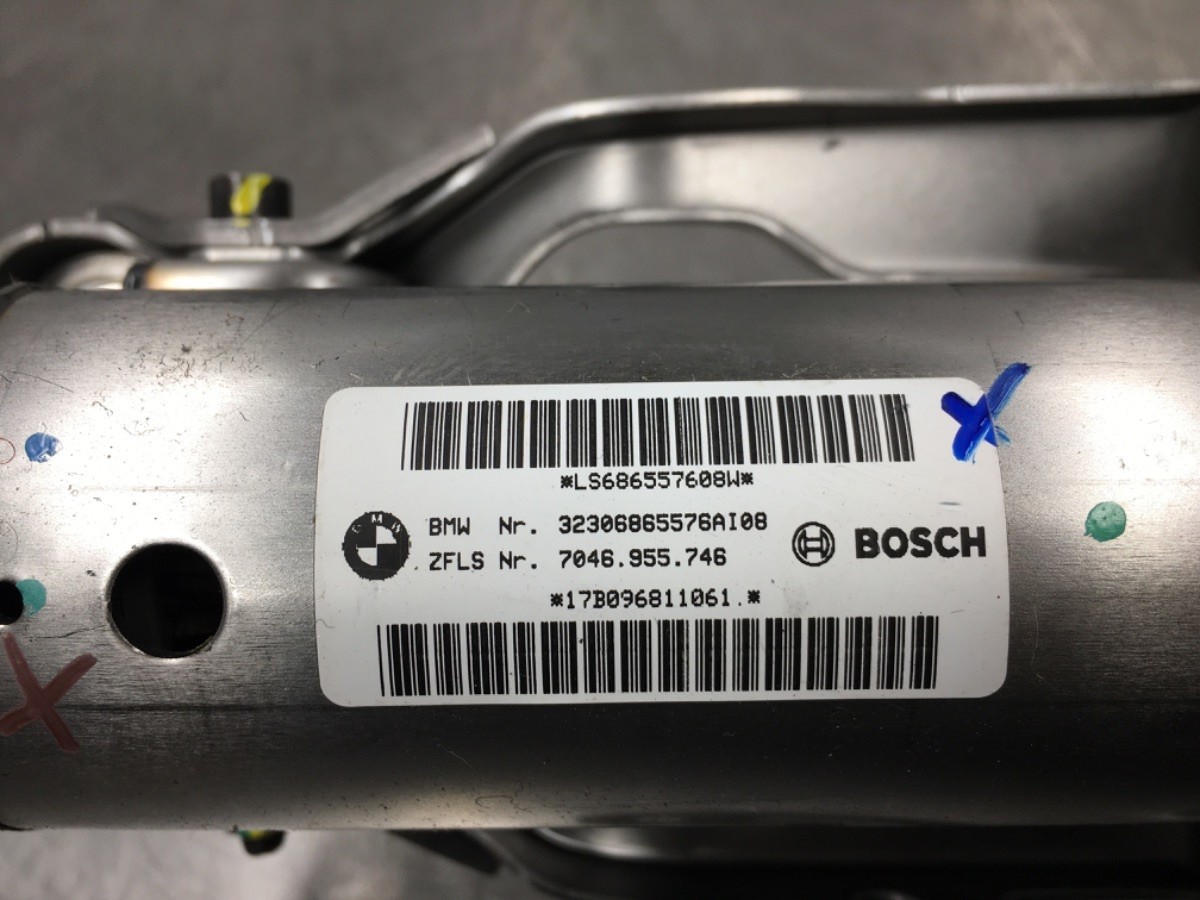 *LS686557608W*
BMW Nr. 32306865576AI08
ZFLS Nr. 7046.955.746
BOSCH
*17B096811061.*